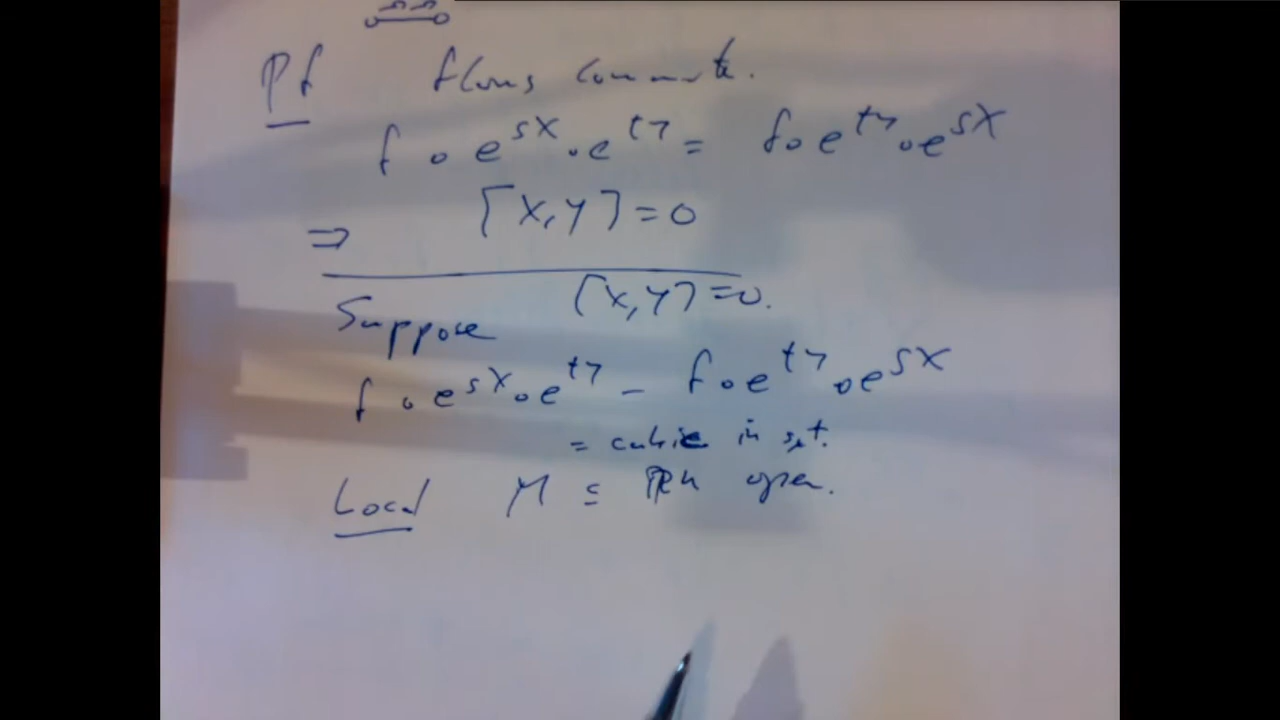 Pf flows commute.
f ∘ e^{sX} ∘ e^{tY} = f ∘ e^{tY} ∘ e^{sX}
⇒ [X,Y] = 0
Suppose [X,Y] = 0.
f ∘ e^{sX} ∘ e^{tY} - f ∘ e^{tY} ∘ e^{sX}
= cubic in s,t.
Local M ⊆ ℝⁿ open.